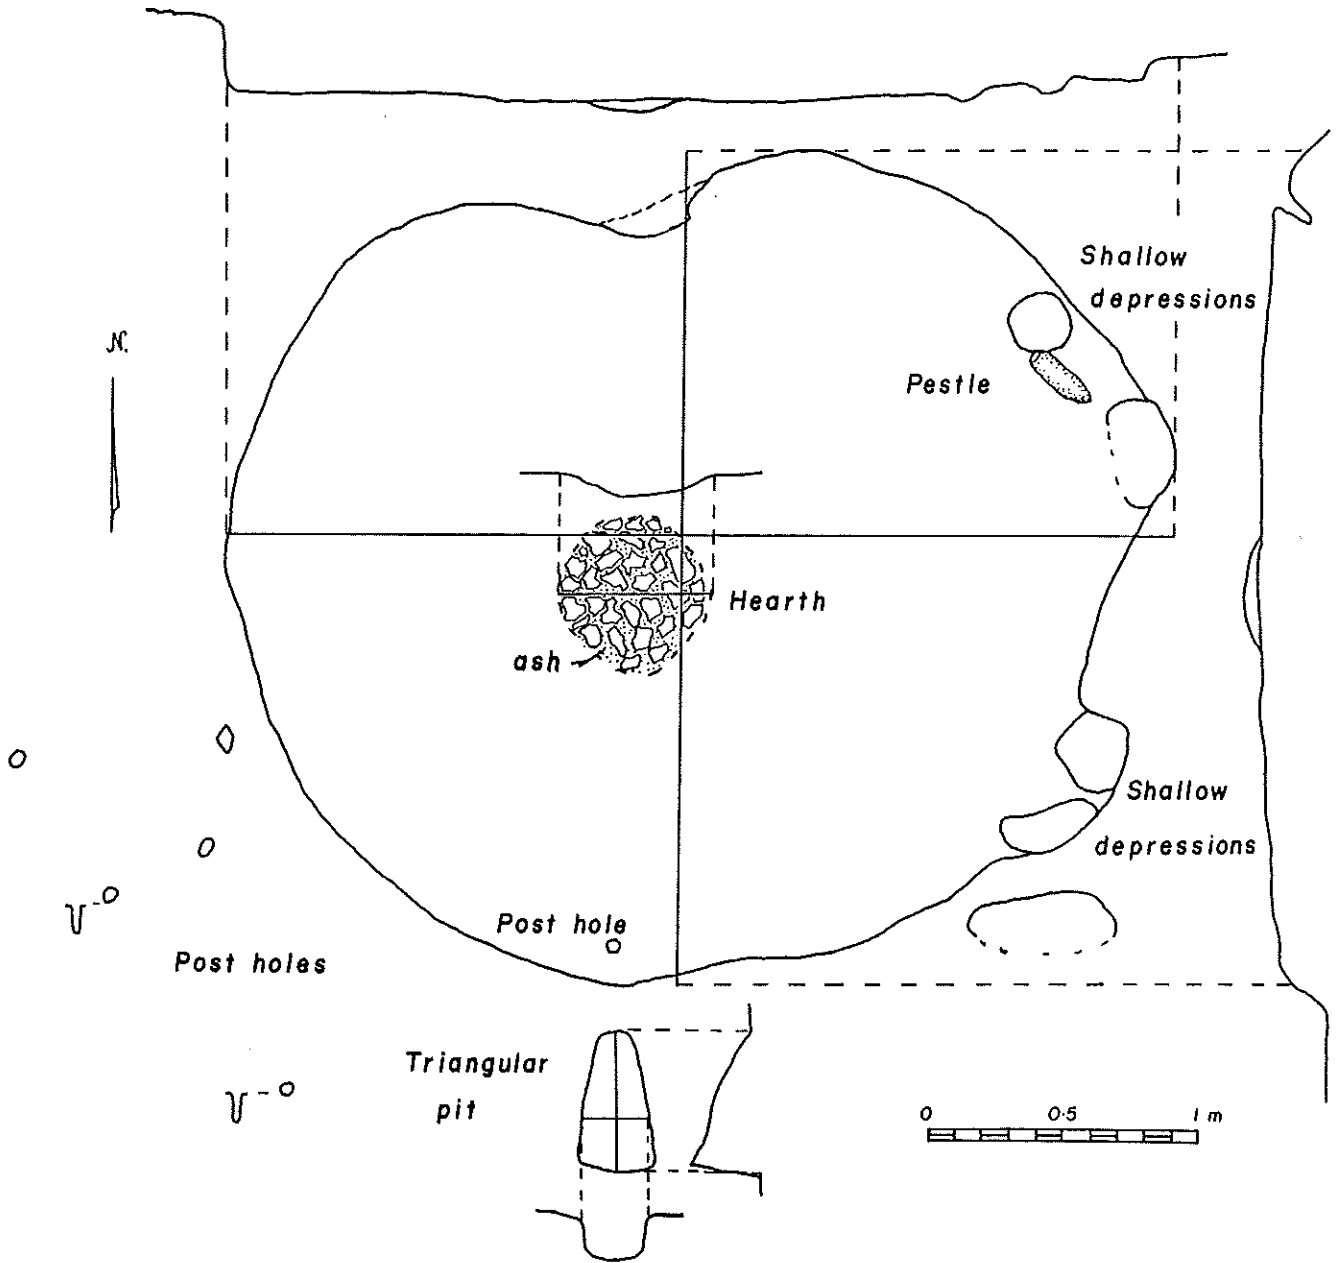 Shallow
depressions
N.
Pestle
Hearth
ash
Shallow
depressions
Post hole
Post holes
Triangular
pit
0 0·5 1 m